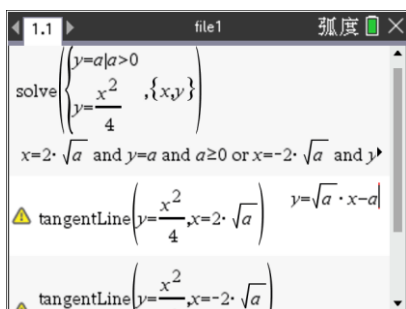 1.1 file1 弧度
solve({y=a|a>0
y=x^2/4 ,{x,y})
x=2·√a and y=a and a≥0 or x=-2·√a and y
tangentLine(y=x^2/4,x=2·√a) y=√a·x-a
tangentLine(y=x^2/4,x=-2·√a)